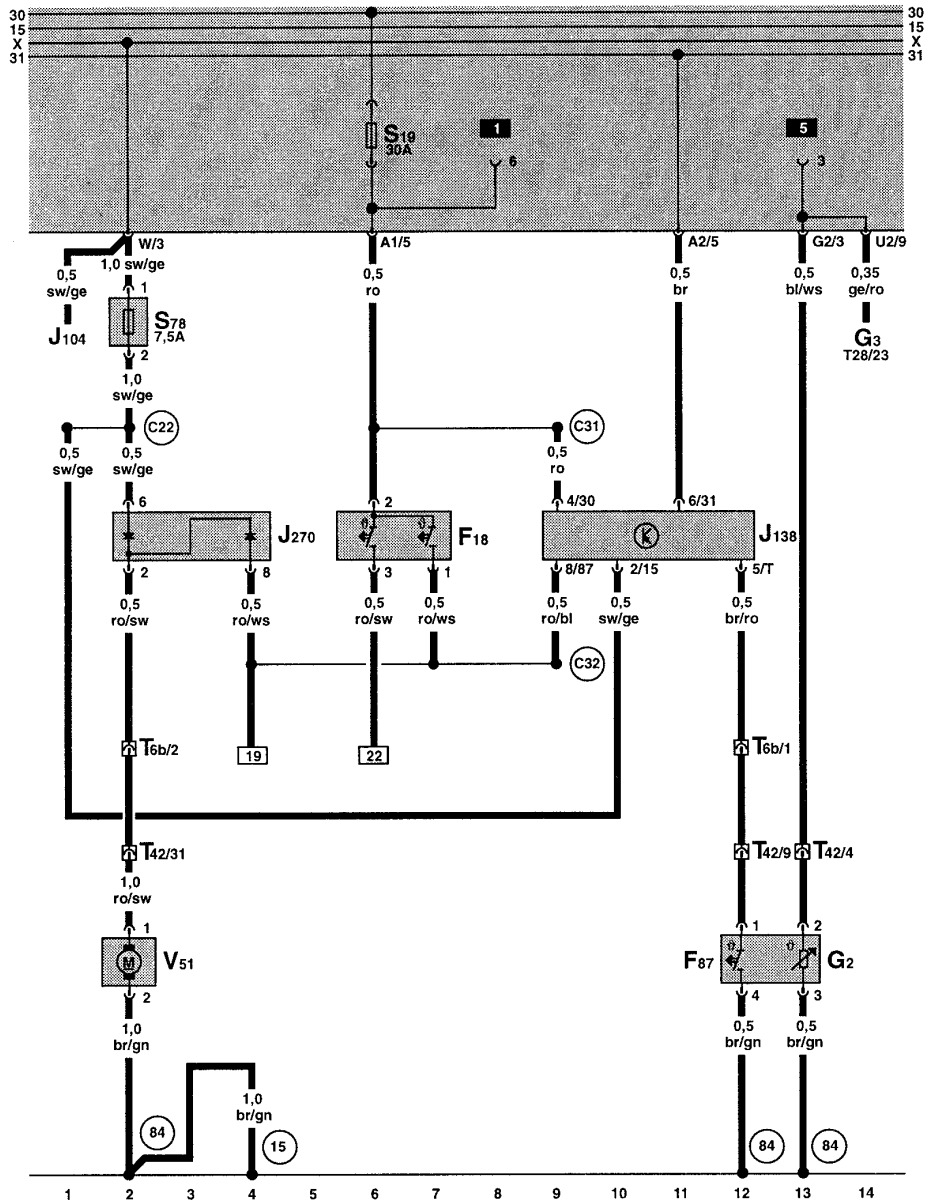 30 30
15 15
X X
31 31
S19
30A
1
5
6
3
W/3
A1/5
A2/5
G2/3
U2/9
1,0 sw/ge
0,5
sw/ge
0,5
ro
0,5
br
0,5
bl/ws
0,35
ge/ro
1
S78
7,5A
J104
G3
T28/23
2
1,0
sw/ge
C22
C31
0,5
sw/ge
0,5
sw/ge
0,5
ro
6
2
4/30
6/31
J270
F18
K
J138
2
8
3
1
8/87
2/15
5/T
0,5
ro/sw
0,5
ro/ws
0,5
ro/sw
0,5
ro/ws
0,5
ro/bl
0,5
sw/ge
0,5
br/ro
C32
T6b/2
19
22
T6b/1
T42/31
T42/9
T42/4
1,0
ro/sw
1
1
2
M
V51
F87
ϑ
ϑ
G2
2
4
3
1,0
br/gn
0,5
br/gn
0,5
br/gn
1,0
br/gn
84
15
84
84
1 2 3 4 5 6 7 8 9 10 11 12 13 14